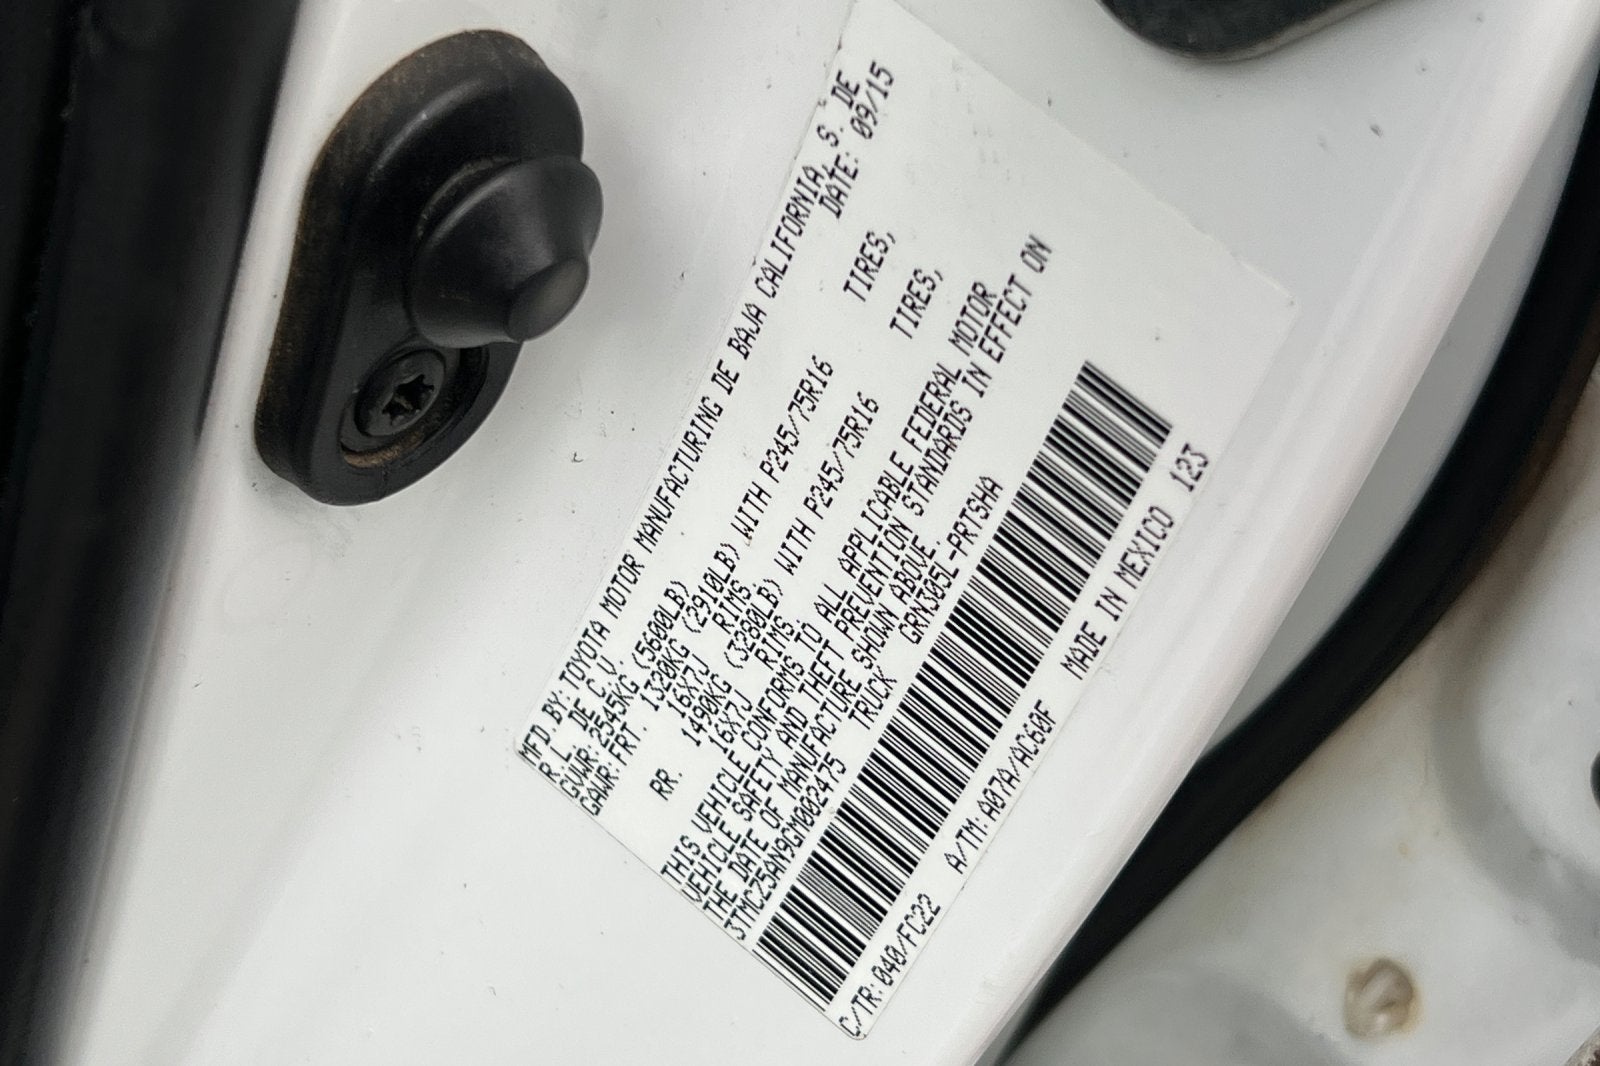 MFD.BY:TOYOTA MOTOR MANUFACTURING DE BAJA CALIFORNIA, S. DE
R.L. DE C.V. DATE: 09/15
GVWR:2545KG (5600LB)
GAWR:FRT. 1320KG (2910LB) WITH P245/75R16 TIRES,
16X7J RIMS
RR. 1490KG (3280LB) WITH P245/75R16 TIRES,
16X7J RIMS
THIS VEHICLE CONFORMS TO ALL APPLICABLE FEDERAL MOTOR
VEHICLE SAFETY AND THEFT PREVENTION STANDARDS IN EFFECT ON
THE DATE OF MANUFACTURE SHOWN ABOVE.
3TMCZ5AN9GM002475 TRUCK GRN305L-PRTSHA
C/TR:040/FC22 A/TM:A07A/AC60F MADE IN MEXICO 123